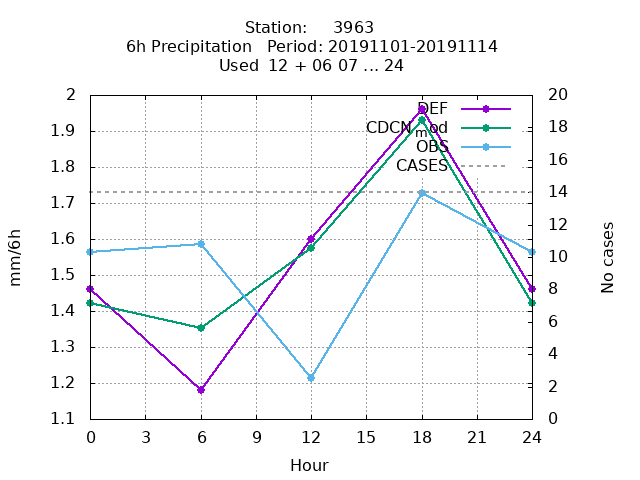 Station: 3963
6h Precipitation Period: 20191101-20191114
Used 12 + 06 07 ... 24
2 20
DEF
1.9 CDCN_mod 18
OBS
1.8 CASES 16
1.7 14
1.6 12
1.5 10
1.4 8
1.3 6
1.2 4
1.1 2
0
mm/6h
No cases
0 3 6 9 12 15 18 21 24
Hour